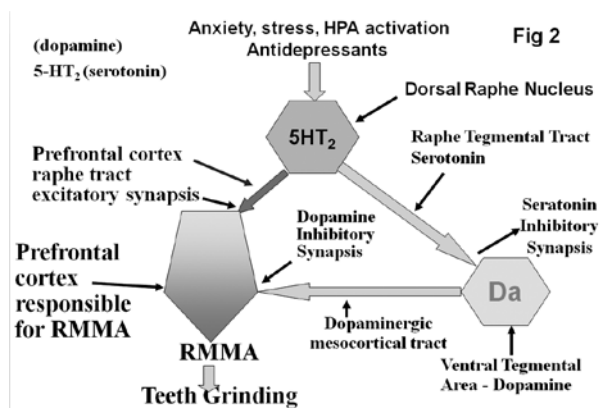 Anxiety, stress, HPA activation
Antidepressants
Fig 2
(dopamine)
5-HT₂ (serotonin)
Dorsal Raphe Nucleus
5HT₂
Raphe Tegmental Tract
Serotonin
Prefrontal cortex
raphe tract
excitatory synapsis
Dopamine
Inhibitory
Synapsis
Seratonin
Inhibitory
Synapsis
Prefrontal
cortex
responsible
for RMMA
Da
Dopaminergic
mesocortical tract
RMMA
Ventral Tegmental
Area - Dopamine
Teeth Grinding